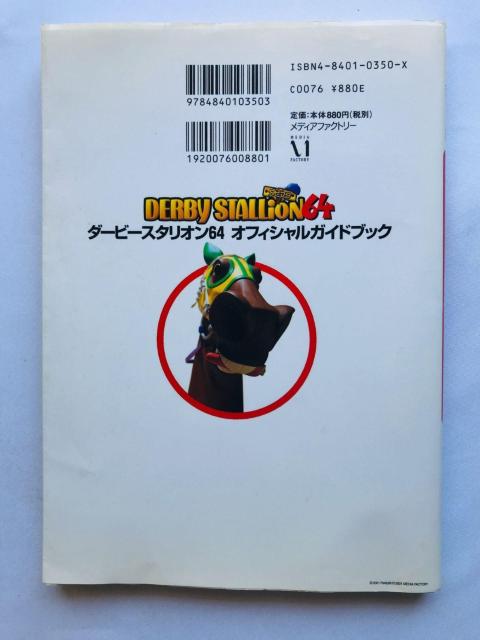 ISBN4-8401-0350-X
9784840103503
C0076 ¥880E
定価:本体880円(税別)
メディアファクトリー
MEDIA
FACTORY
1920076008801
DERBY STALLiON64
ダービースタリオン64 オフィシャルガイドブック